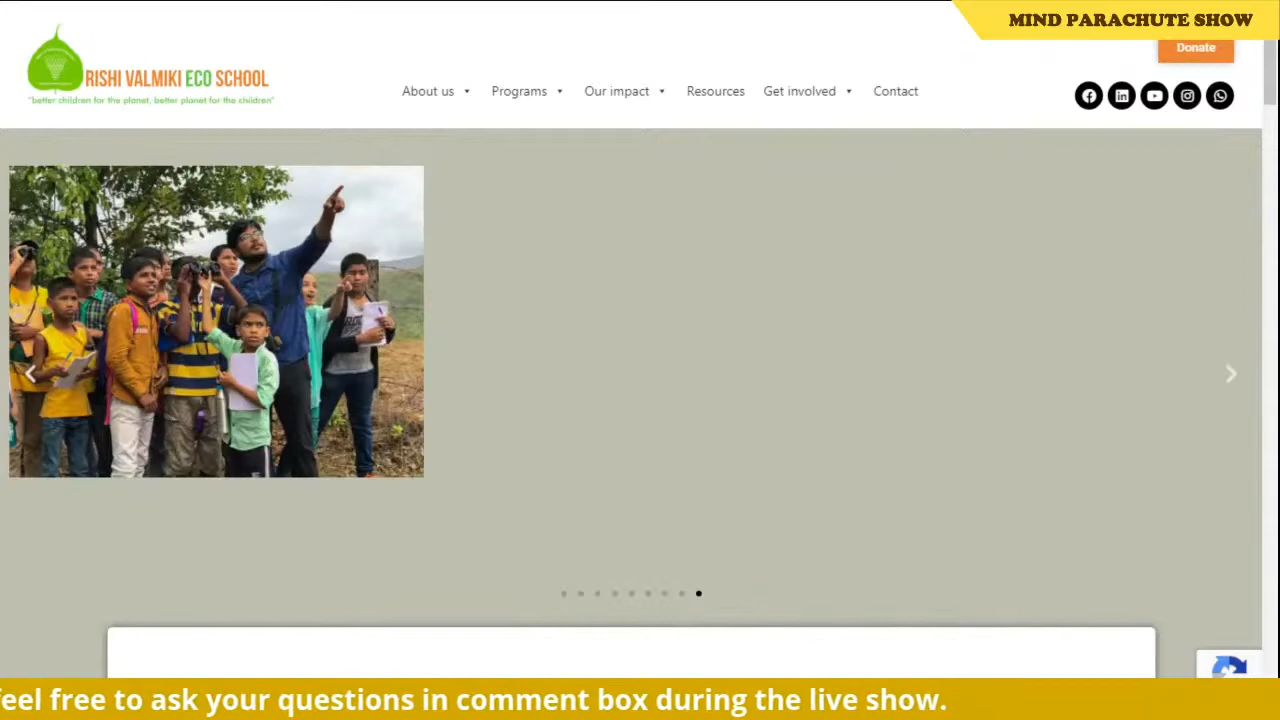 MIND PARACHUTE SHOW
Donate
RISHI VALMIKI ECO SCHOOL
"better children for the planet, better planet for the children"
About us
Programs
Our impact
Resources
Get involved
Contact
feel free to ask your questions in comment box during the live show.